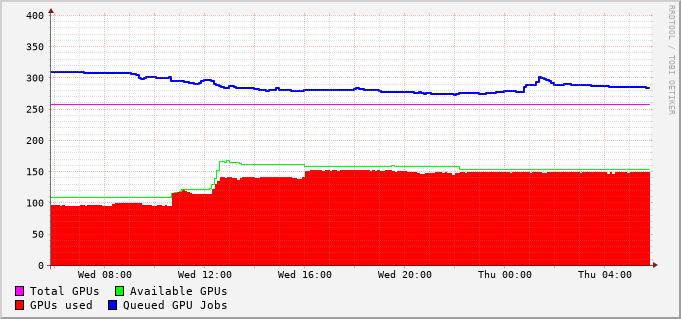 400
350
300
250
200
150
100
50
0
Wed 08:00 Wed 12:00 Wed 16:00 Wed 20:00 Thu 00:00 Thu 04:00
Total GPUs Available GPUs
GPUs used Queued GPU Jobs
RRDTOOL / TOBI OETIKER